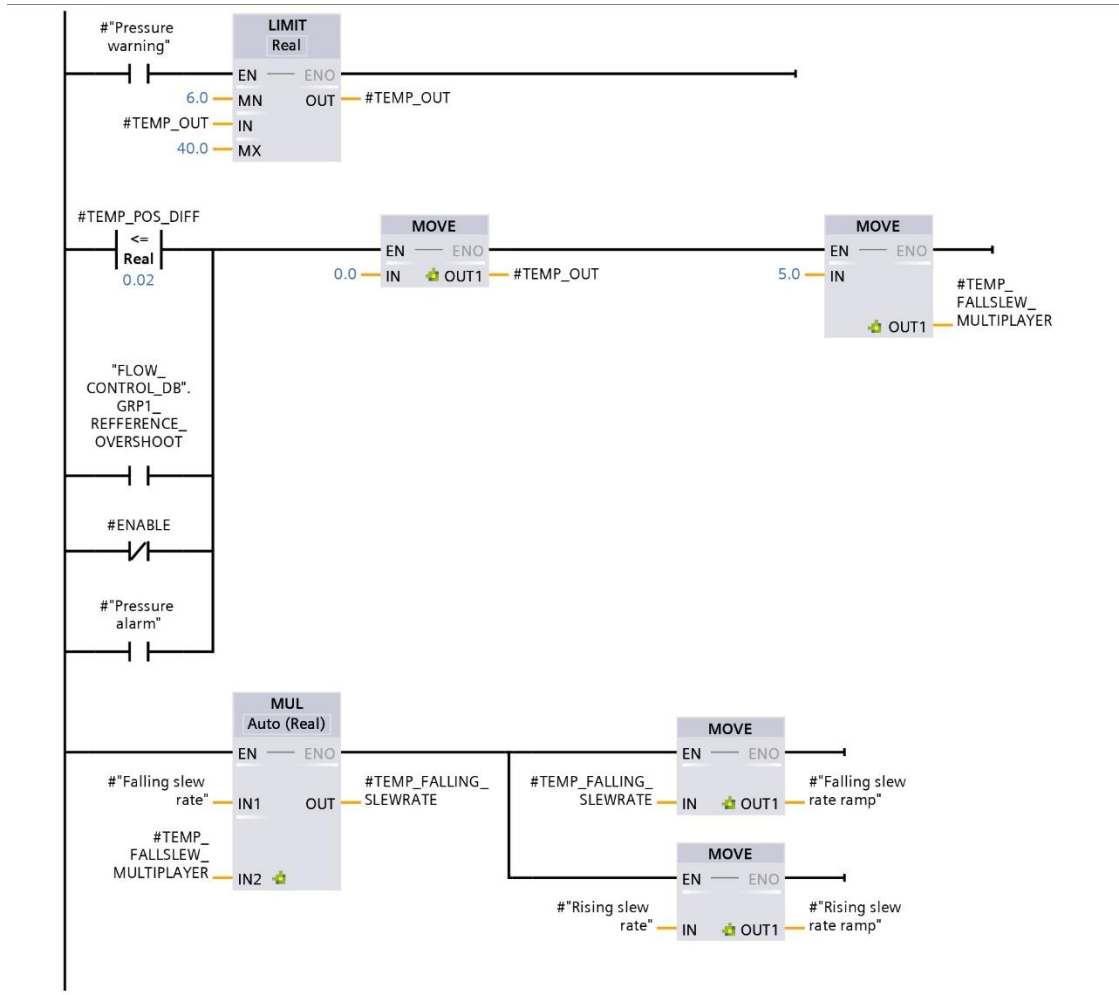 #"Pressure
warning"
LIMIT
Real
EN ENO
6.0 MN OUT #TEMP_OUT
#TEMP_OUT IN
40.0 MX
#TEMP_POS_DIFF
<=
Real
0.02
MOVE
EN ENO
0.0 IN OUT1 #TEMP_OUT
MOVE
EN ENO
5.0 IN
OUT1
#TEMP_
FALLSLEW_
MULTIPLAYER
"FLOW_
CONTROL_DB".
GRP1_
REFFERENCE_
OVERSHOOT
#ENABLE
#"Pressure
alarm"
MUL
Auto (Real)
EN ENO
#"Falling slew
rate" IN1
OUT
#TEMP_FALLING_
SLEWRATE
#TEMP_
FALLSLEW_
MULTIPLAYER IN2
MOVE
EN ENO
#TEMP_FALLING_
SLEWRATE IN
OUT1
#"Falling slew
rate ramp"
MOVE
EN ENO
#"Rising slew
rate" IN
OUT1
#"Rising slew
rate ramp"